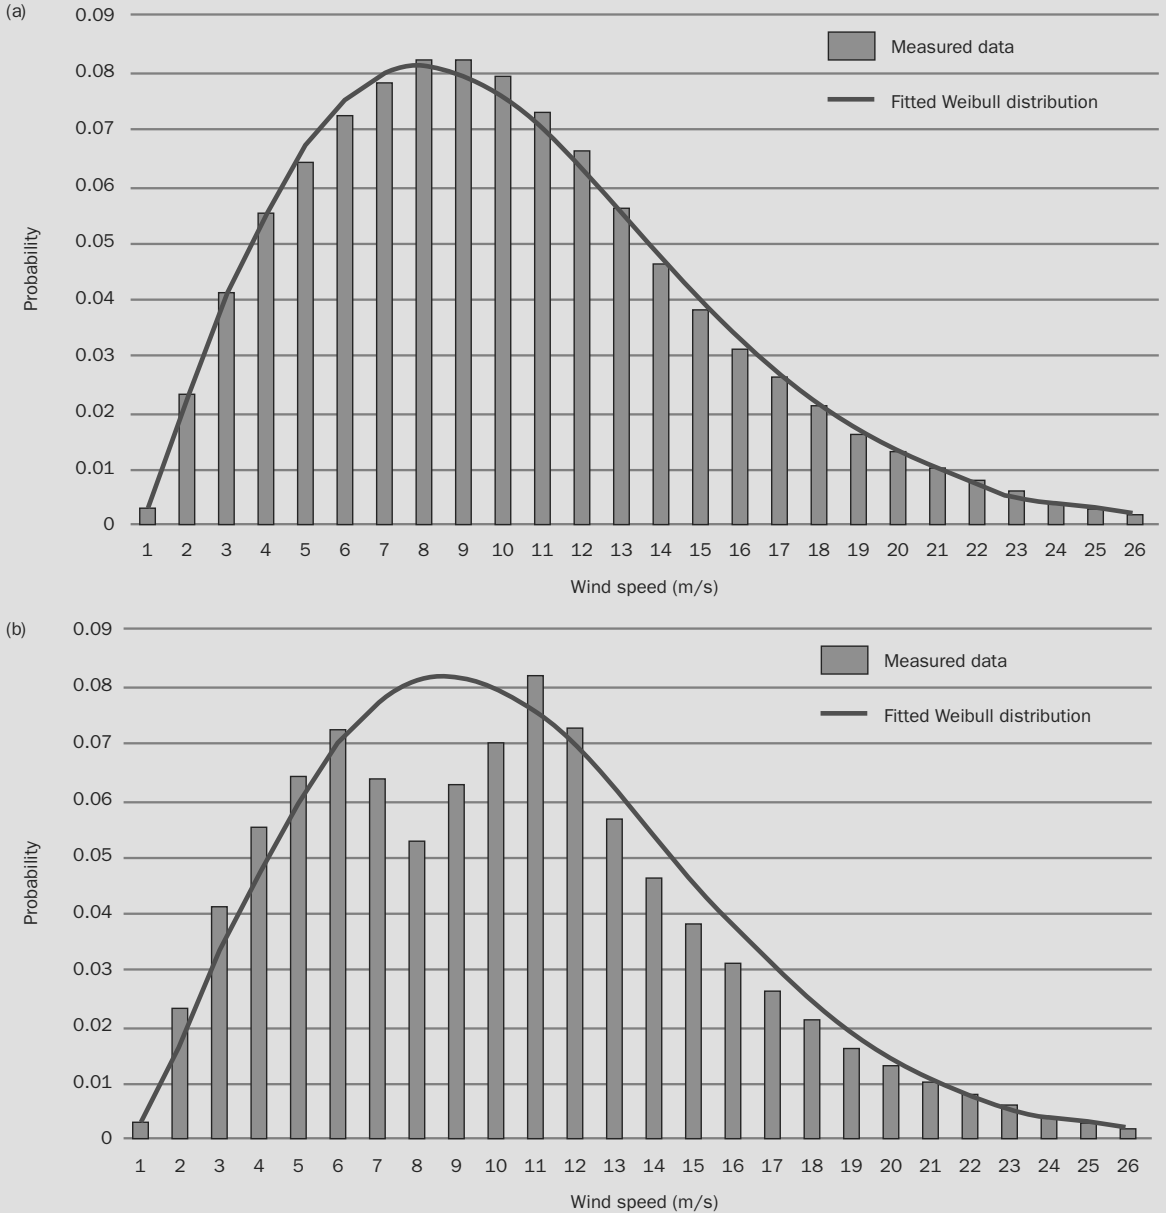 (a)
0.09
0.08
0.07
0.06
0.05
0.04
0.03
0.02
0.01
0
Probability
Measured data
Fitted Weibull distribution
1 2 3 4 5 6 7 8 9 10 11 12 13 14 15 16 17 18 19 20 21 22 23 24 25 26
Wind speed (m/s)
(b)
0.09
0.08
0.07
0.06
0.05
0.04
0.03
0.02
0.01
0
Probability
Measured data
Fitted Weibull distribution
1 2 3 4 5 6 7 8 9 10 11 12 13 14 15 16 17 18 19 20 21 22 23 24 25 26
Wind speed (m/s)